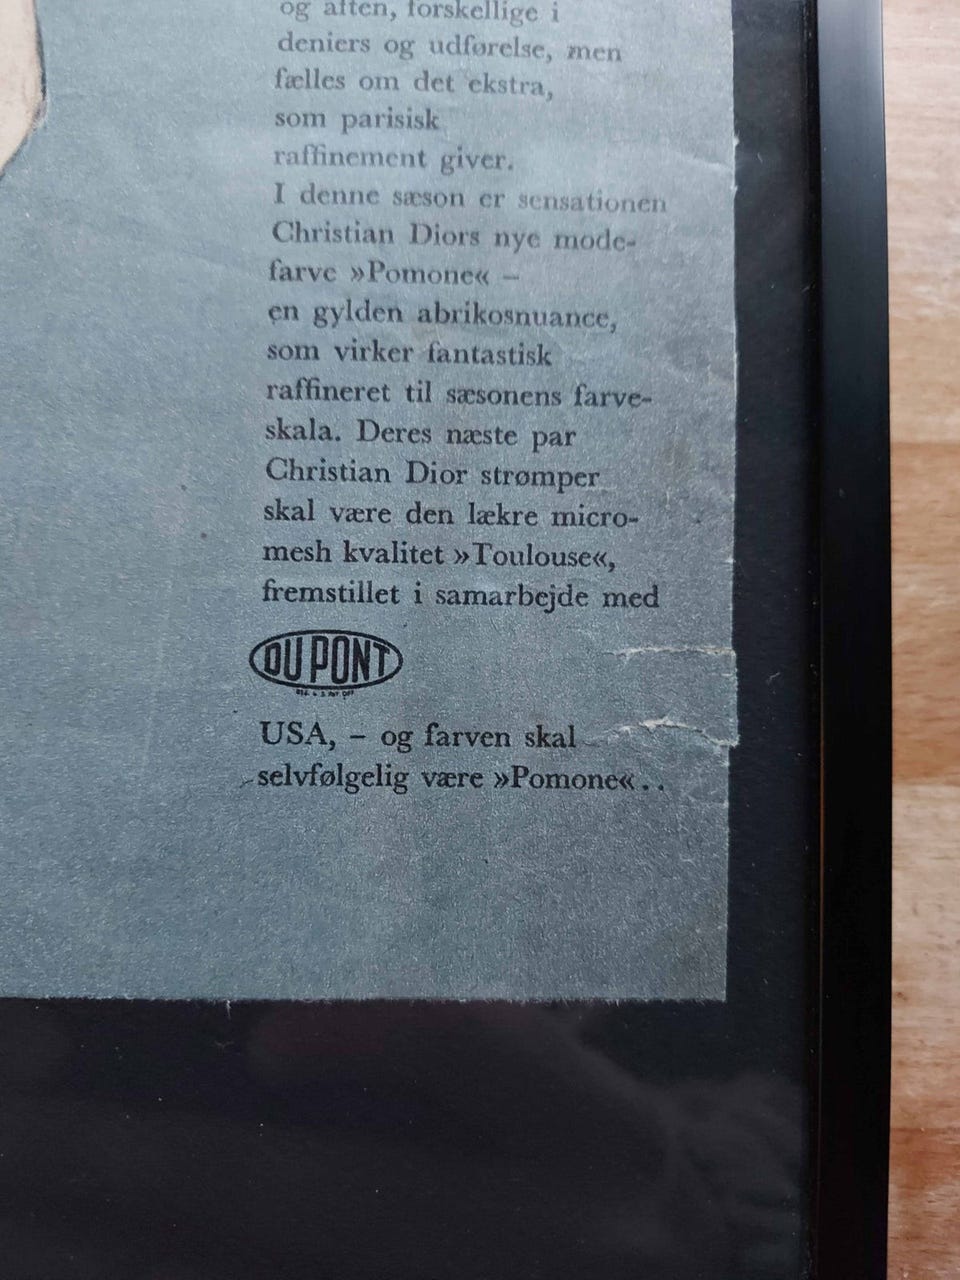 og aften, forskellige i
deniers og udførelse, men
fælles om det ekstra,
som parisisk
raffinement giver.
I denne sæson er sensationen
Christian Diors nye mode-
farve »Pomone« –
en gylden abrikosnuance,
som virker fantastisk
raffineret til sæsonens farve-
skala. Deres næste par
Christian Dior strømper
skal være den lækre micro-
mesh kvalitet »Toulouse«,
fremstillet i samarbejde med
DU PONT
USA, – og farven skal
selvfølgelig være »Pomone«..